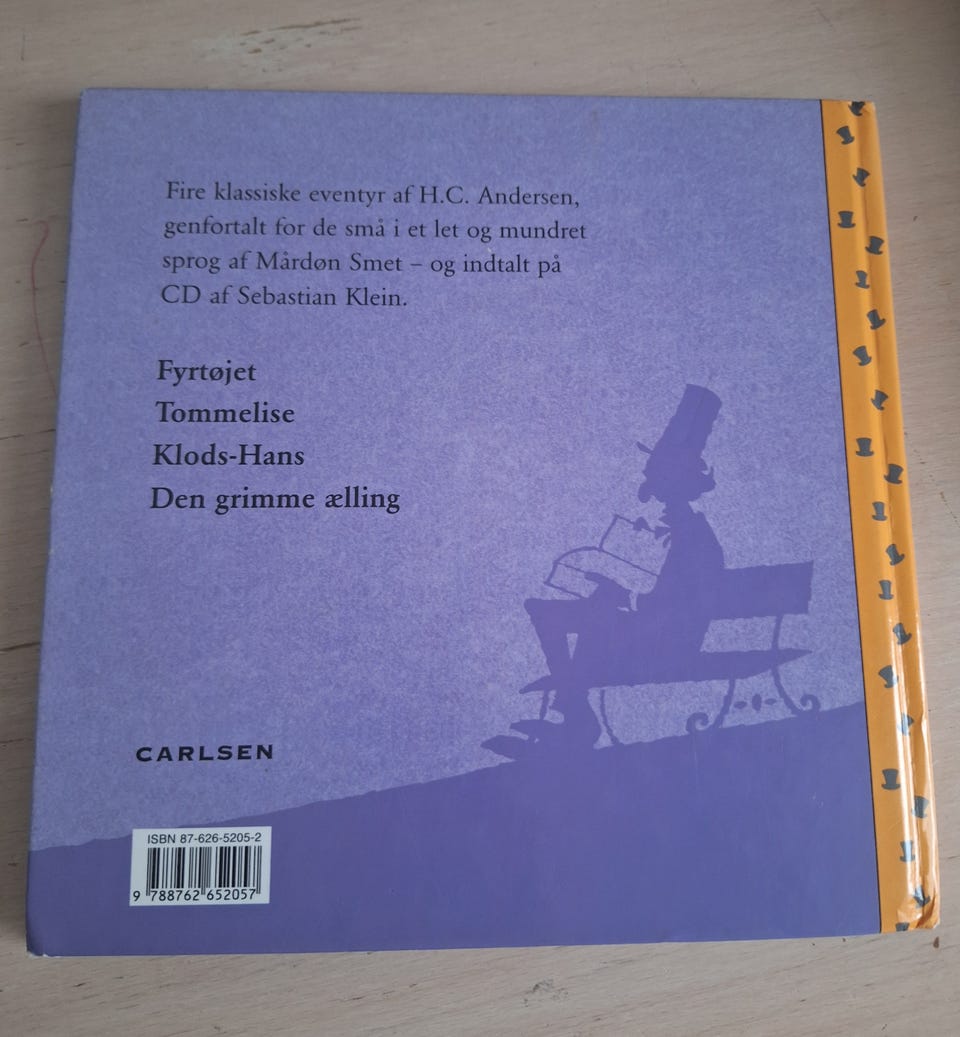 Fire klassiske eventyr af H.C. Andersen,
genfortalt for de små i et let og mundret
sprog af Mårdøn Smet – og indtalt på
CD af Sebastian Klein.
Fyrtøjet
Tommelise
Klods-Hans
Den grimme ælling
CARLSEN
ISBN 87-626-5205-2
9 788762 652057